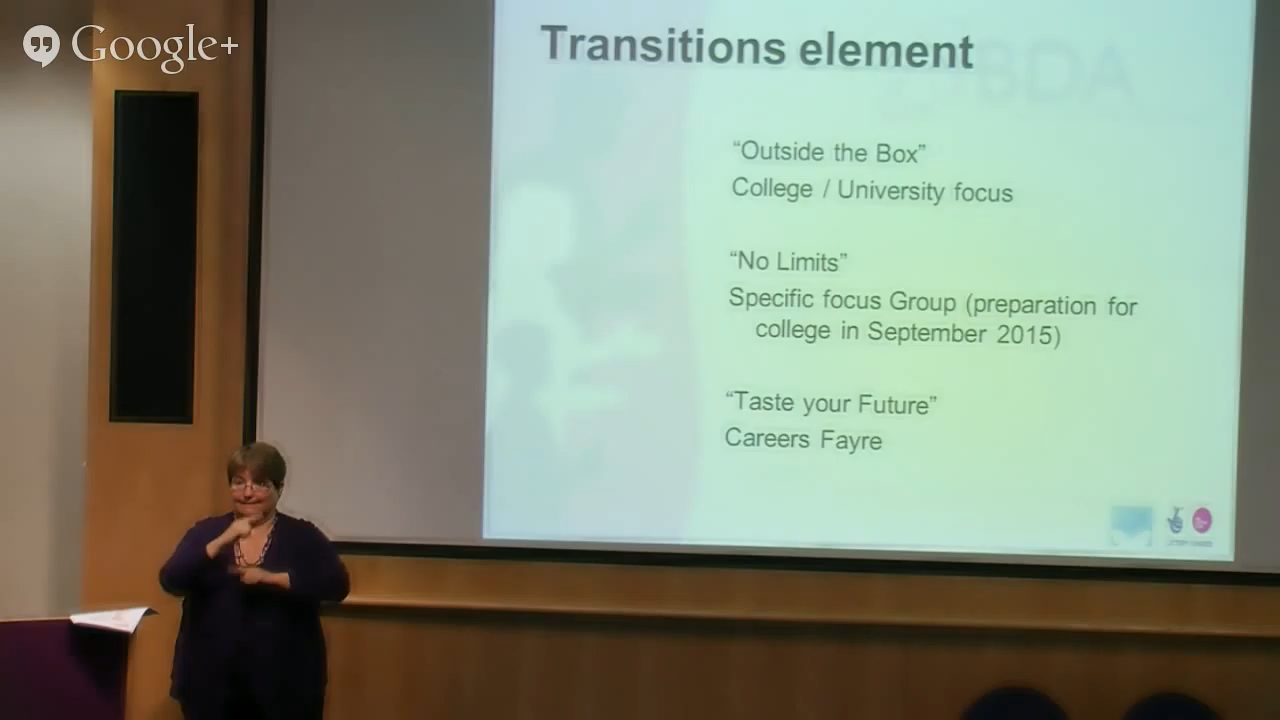 Google+
Transitions element
BDA
“Outside the Box”
College / University focus
“No Limits”
Specific focus Group (preparation for
college in September 2015)
“Taste your Future”
Careers Fayre